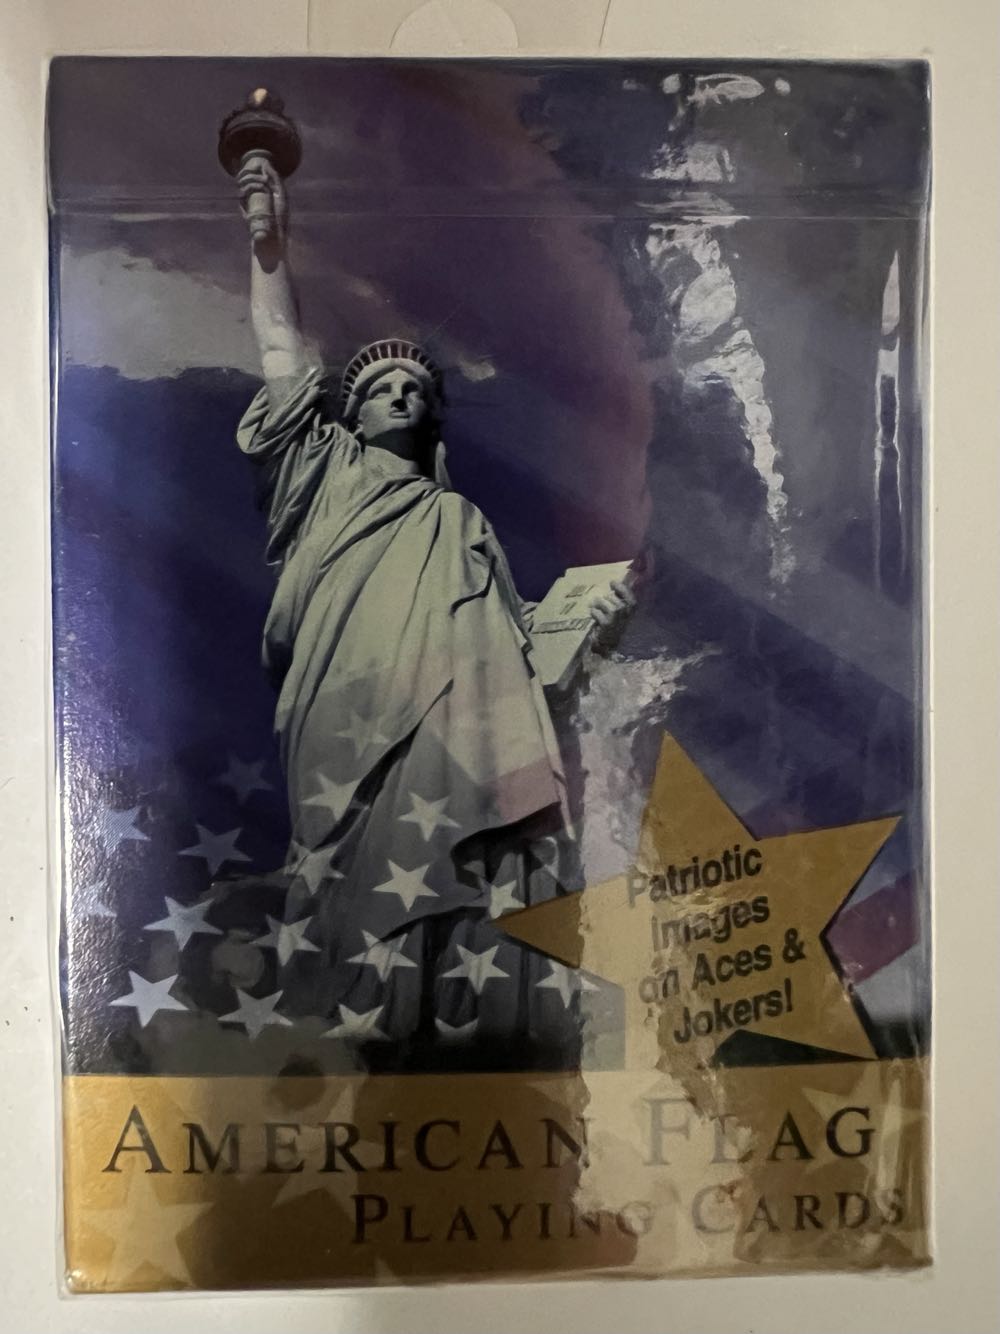 Patriotic
Images
on Aces &
Jokers!
AMERICAN FLAG
PLAYING CARDS